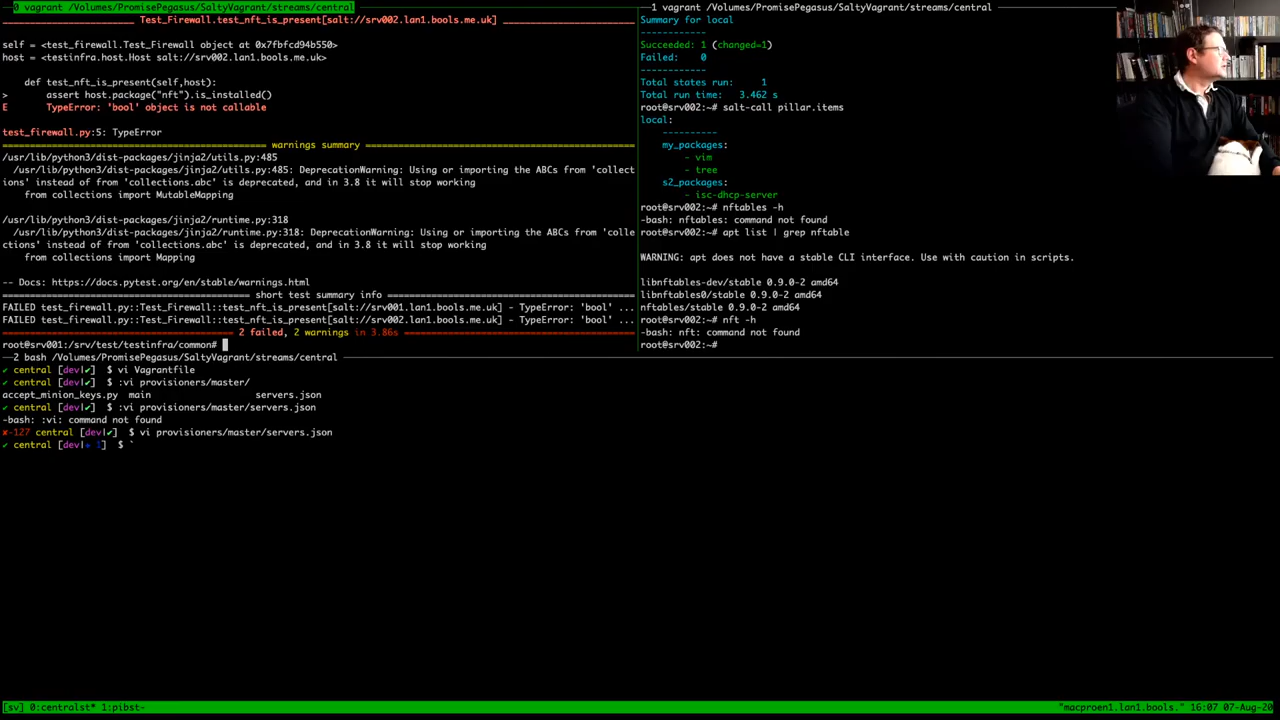 0 vagrant /Volumes/PromisePegasus/SaltyVagrant/streams/central
_______________________ Test_Firewall.test_nft_is_present[salt://srv002.lan1.bools.me.uk] _______________________
self = <test_firewall.Test_Firewall object at 0x7fbfcd94b550>
host = <testinfra.host.Host salt://srv002.lan1.bools.me.uk>
def test_nft_is_present(self,host):
> assert host.package("nft").is_installed()
E TypeError: 'bool' object is not callable
test_firewall.py:5: TypeError
================================================ warnings summary ================================================
/usr/lib/python3/dist-packages/jinja2/utils.py:485
/usr/lib/python3/dist-packages/jinja2/utils.py:485: DeprecationWarning: Using or importing the ABCs from 'collect
ions' instead of from 'collections.abc' is deprecated, and in 3.8 it will stop working
from collections import MutableMapping
/usr/lib/python3/dist-packages/jinja2/runtime.py:318
/usr/lib/python3/dist-packages/jinja2/runtime.py:318: DeprecationWarning: Using or importing the ABCs from 'colle
ctions' instead of from 'collections.abc' is deprecated, and in 3.8 it will stop working
from collections import Mapping
-- Docs: https://docs.pytest.org/en/stable/warnings.html
============================================ short test summary info =============================================
FAILED test_firewall.py::Test_Firewall::test_nft_is_present[salt://srv001.lan1.bools.me.uk] - TypeError: 'bool' ...
FAILED test_firewall.py::Test_Firewall::test_nft_is_present[salt://srv002.lan1.bools.me.uk] - TypeError: 'bool' ...
========================================= 2 failed, 2 warnings in 3.86s ==========================================
root@srv001:/srv/test/testinfra/common#
1 vagrant /Volumes/PromisePegasus/SaltyVagrant/streams/central
Summary for local
------------
Succeeded: 1 (changed=1)
Failed: 0
------------
Total states run: 1
Total run time: 3.462 s
root@srv002:~# salt-call pillar.items
local:
----------
my_packages:
- vim
- tree
s2_packages:
- isc-dhcp-server
root@srv002:~# nftables -h
-bash: nftables: command not found
root@srv002:~# apt list | grep nftable
WARNING: apt does not have a stable CLI interface. Use with caution in scripts.
libnftables-dev/stable 0.9.0-2 amd64
libnftables0/stable 0.9.0-2 amd64
nftables/stable 0.9.0-2 amd64
root@srv002:~# nft -h
-bash: nft: command not found
root@srv002:~#
2 bash /Volumes/PromisePegasus/SaltyVagrant/streams/central
✔ central [dev|✔] $ vi Vagrantfile
✔ central [dev|✔] $ :vi provisioners/master/
accept_minion_keys.py main servers.json
✔ central [dev|✔] $ :vi provisioners/master/servers.json
-bash: :vi: command not found
✘-127 central [dev|✔] $ vi provisioners/master/servers.json
✔ central [dev|✚ 1] $ `
[sv] 0:centralst* 1:pibst- "macproen1.lan1.bools." 16:07 07-Aug-20